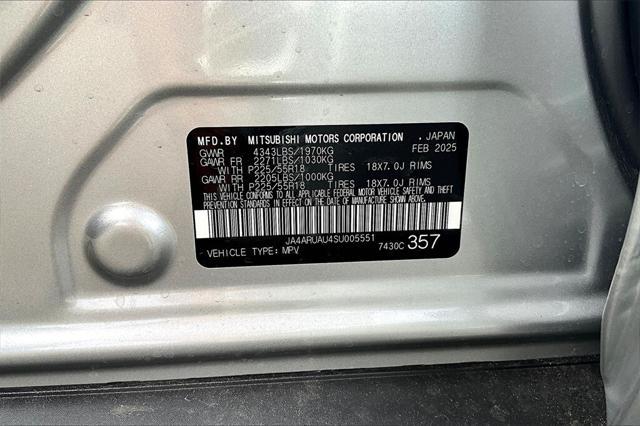 MFD.BY MITSUBISHI MOTORS CORPORATION , JAPAN
GVWR 4343LBS/1970KG FEB 2025
GAWR FR 2271LBS/1030KG
WITH P225/55R18 TIRES 18X7.0J RIMS
GAWR RR 2205LBS/1000KG
WITH P225/55R18 TIRES 18X7.0J RIMS
THIS VEHICLE CONFORMS TO ALL APPLICABLE FEDERAL MOTOR VEHICLE SAFETY, BUMPER, AND THEFT
PREVENTION STANDARDS IN EFFECT ON THE DATE OF MANUFACTURE SHOWN ABOVE.
JA4ARUAU4SU005551
VEHICLE TYPE: MPV 7430C 357